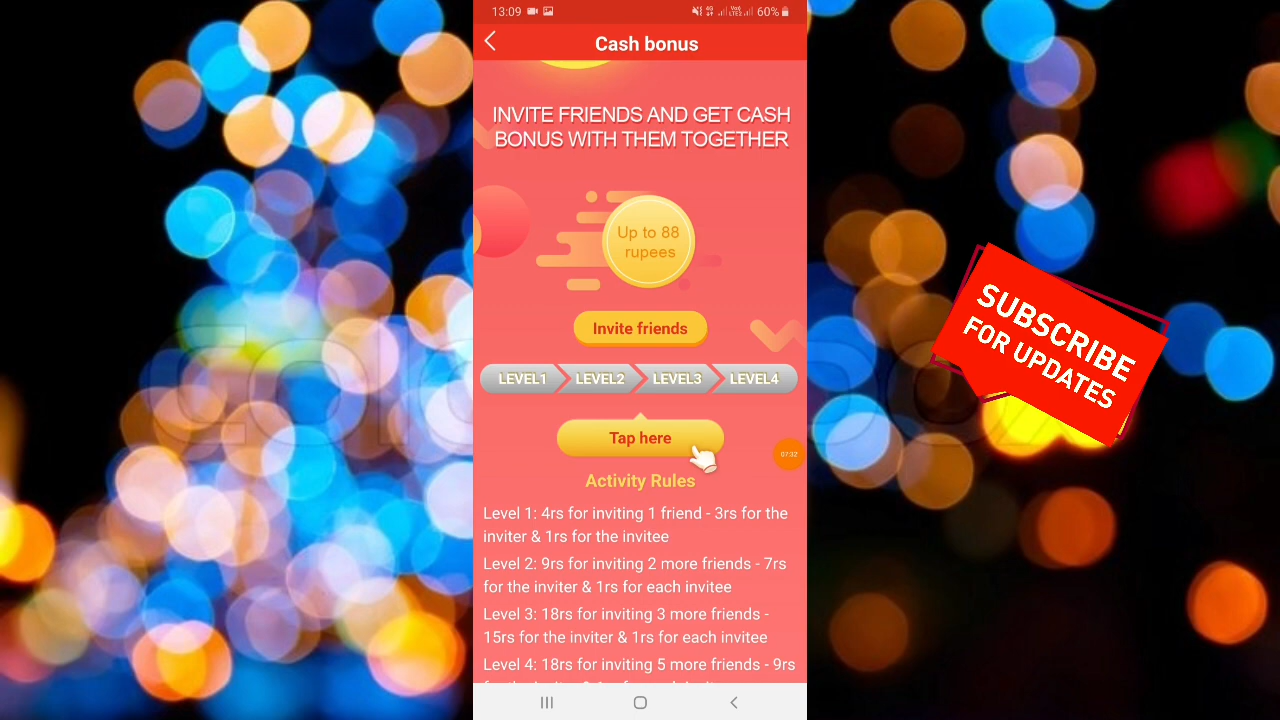 13:09
60%
Cash bonus
INVITE FRIENDS AND GET CASH
BONUS WITH THEM TOGETHER
Up to 88
rupees
Invite friends
LEVEL1 LEVEL2 LEVEL3 LEVEL4
Tap here
07:32
Activity Rules
Level 1: 4rs for inviting 1 friend - 3rs for the
inviter & 1rs for the invitee
Level 2: 9rs for inviting 2 more friends - 7rs
for the inviter & 1rs for each invitee
Level 3: 18rs for inviting 3 more friends -
15rs for the inviter & 1rs for each invitee
Level 4: 18rs for inviting 5 more friends - 9rs
SUBSCRIBE
FOR UPDATES